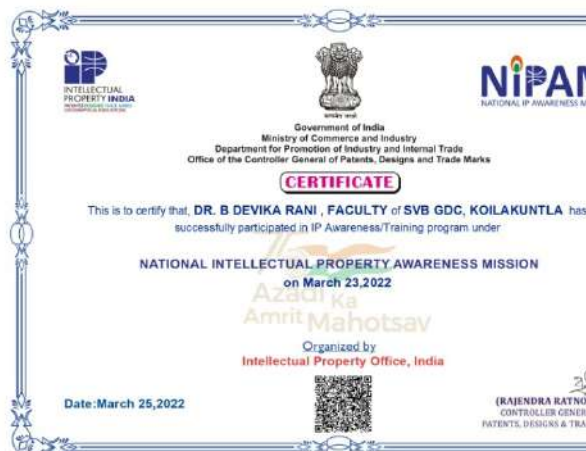 INTELLECTUAL
PROPERTY INDIA
सत्यमेव जयते
NATIONAL IP AWARENESS
Government of India
Ministry of Commerce and Industry
Department for Promotion of Industry and Internal Trade
Office of the Controller General of Patents, Designs and Trade Marks
CERTIFICATE
This is to certify that, DR. B DEVIKA RANI , FACULTY of SVB GDC, KOILAKUNTLA has
successfully participated in IP Awareness/Training program under
NATIONAL INTELLECTUAL PROPERTY AWARENESS MISSION
on March 23,2022
Azadi Ka
Amrit Mahotsav
Organized by
Intellectual Property Office, India
Date:March 25,2022
(RAJENDRA
CONTROLLER
PATENTS, DESIGNS &